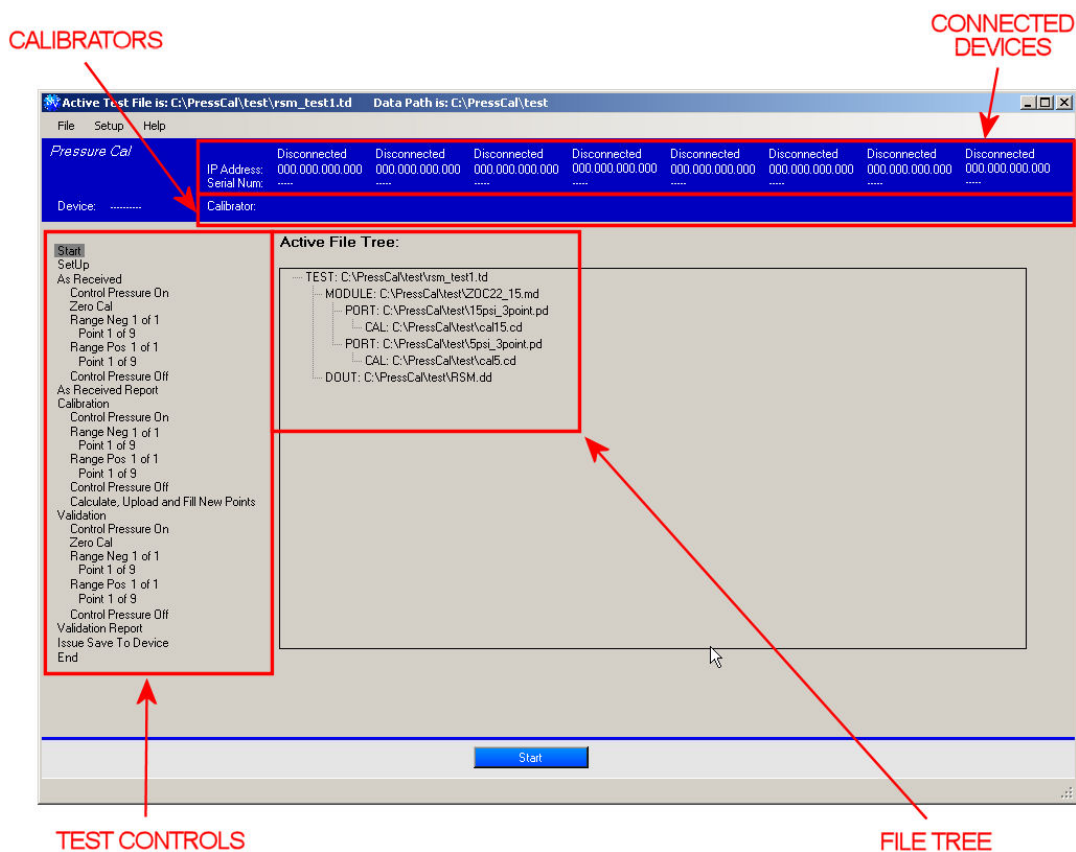 CALIBRATORS
CONNECTED
DEVICES
Active Test File is: C:\PressCal\test\rsm_test1.td Data Path is: C:\PressCal\test
File Setup Help
Pressure Cal
Disconnected Disconnected Disconnected Disconnected Disconnected Disconnected Disconnected Disconnected
IP Address: 000.000.000.000 000.000.000.000 000.000.000.000 000.000.000.000 000.000.000.000 000.000.000.000 000.000.000.000 000.000.000.000
Serial Num: ----- ----- ----- ----- ----- ----- ----- -----
Device: ---------- Calibrator:
Start
SetUp
As Received
Control Pressure On
Zero Cal
Range Neg 1 of 1
Point 1 of 9
Range Pos 1 of 1
Point 1 of 9
Control Pressure Off
As Received Report
Calibration
Control Pressure On
Range Neg 1 of 1
Point 1 of 9
Range Pos 1 of 1
Point 1 of 9
Control Pressure Off
Calculate, Upload and Fill New Points
Validation
Control Pressure On
Zero Cal
Range Neg 1 of 1
Point 1 of 9
Range Pos 1 of 1
Point 1 of 9
Control Pressure Off
Validation Report
Issue Save To Device
End
Active File Tree:
TEST: C:\PressCal\test\rsm_test1.td
MODULE: C:\PressCal\test\ZOC22_15.md
PORT: C:\PressCal\test\15psi_3point.pd
CAL: C:\PressCal\test\cal15.cd
PORT: C:\PressCal\test\5psi_3point.pd
CAL: C:\PressCal\test\cal5.cd
DOUT: C:\PressCal\test\RSM.dd
Start
TEST CONTROLS
FILE TREE